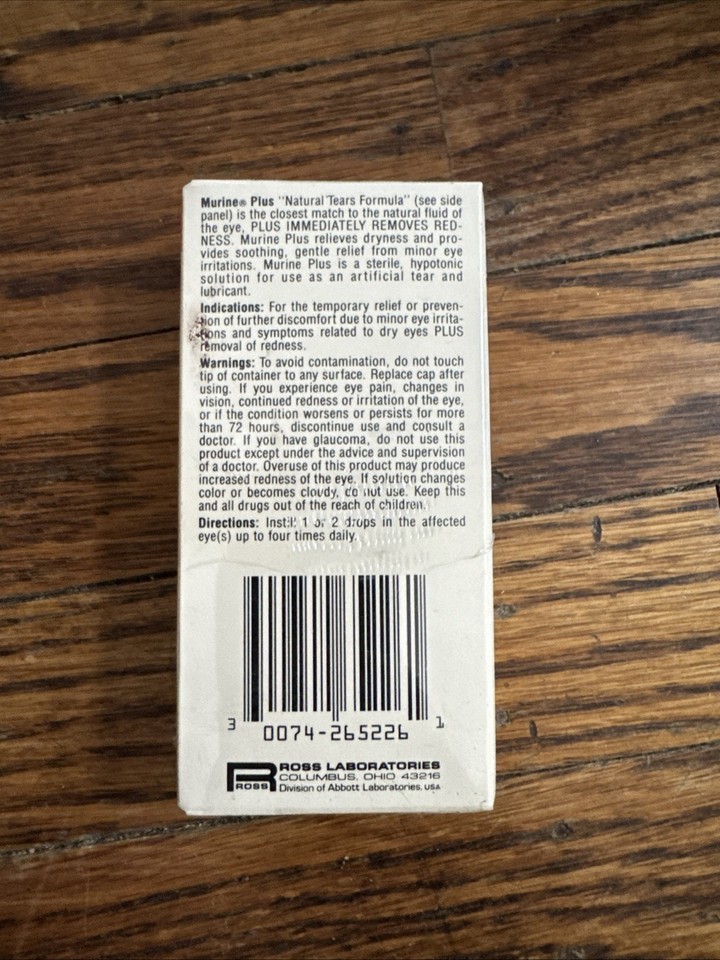 Murine® Plus "Natural Tears Formula" (see side
panel) is the closest match to the natural fluid of
the eye, PLUS IMMEDIATELY REMOVES RED-
NESS. Murine Plus relieves dryness and pro-
vides soothing, gentle relief from minor eye
irritations. Murine Plus is a sterile, hypotonic
solution for use as an artificial tear and
lubricant.
Indications: For the temporary relief or preven-
tion of further discomfort due to minor eye irrita-
tions and symptoms related to dry eyes PLUS
removal of redness.
Warnings: To avoid contamination, do not touch
tip of container to any surface. Replace cap after
using. If you experience eye pain, changes in
vision, continued redness or irritation of the eye,
or if the condition worsens or persists for more
than 72 hours, discontinue use and consult a
doctor. If you have glaucoma, do not use this
product except under the advice and supervision
of a doctor. Overuse of this product may produce
increased redness of the eye. If solution changes
color or becomes cloudy, do not use. Keep this
and all drugs out of the reach of children.
Directions: Instill 1 or 2 drops in the affected
eye(s) up to four times daily.
3 0074-265226 1
ROSS
ROSS LABORATORIES
COLUMBUS, OHIO 43216
Division of Abbott Laboratories, USA